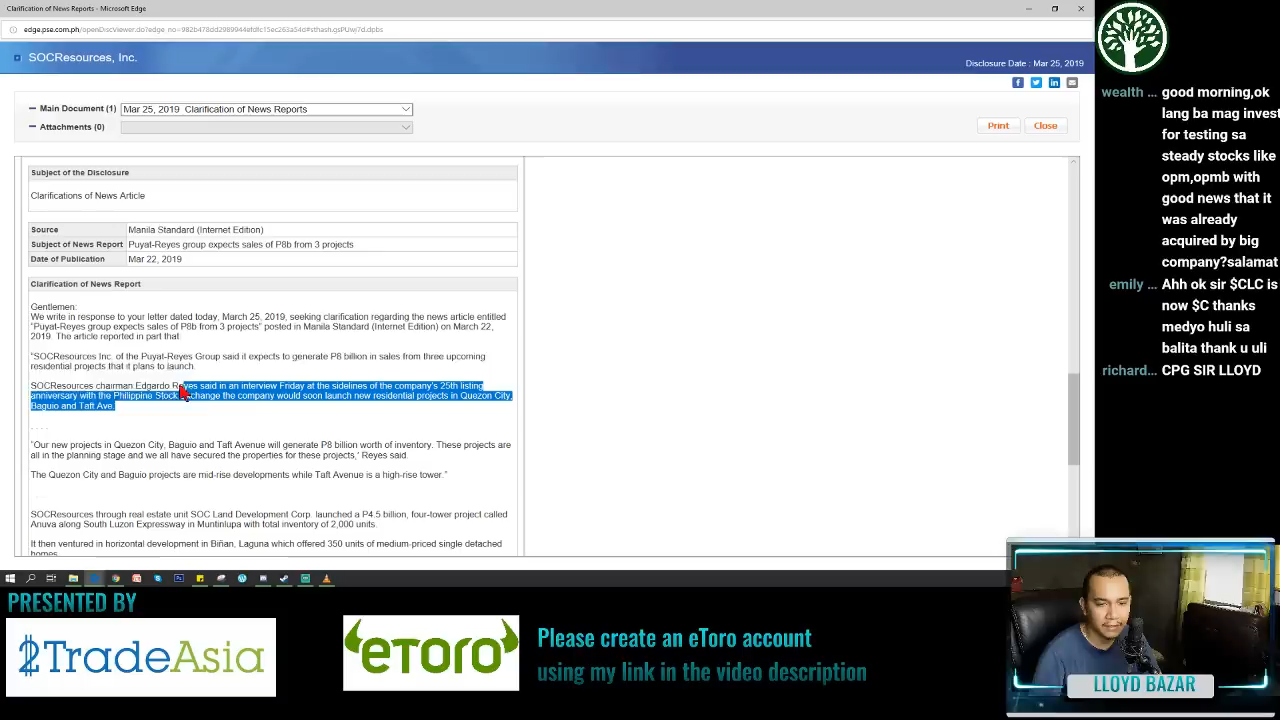 Clarification of News Reports - Microsoft Edge
SOCResources, Inc.
Disclosure Date : Mar 25, 2019
Main Document (1)
Mar 25, 2019 Clarification of News Reports
Attachments (0)
Print
Close
Subject of the Disclosure
Clarifications of News Article
Source
Manila Standard (Internet Edition)
Subject of News Report
Puyat-Reyes group expects sales of P8b from 3 projects
Date of Publication
Mar 22, 2019
Clarification of News Report
Gentlemen:
We write in response to your letter dated today, March 25, 2019, seeking clarification regarding the news article entitled
"Puyat-Reyes group expects sales of P8b from 3 projects" posted in Manila Standard (Internet Edition) on March 22,
2019. The article reported in part that
"SOCResources Inc. of the Puyat-Reyes Group said it expects to generate P8 billion in sales from three upcoming
residential projects that it plans to launch.
SOCResources chairman Edgardo Reyes said in an interview Friday at the sidelines of the company's 25th listing
anniversary with the Philippine Stock change the company would soon launch new residential projects in Quezon City,
Baguio and Taft Ave.
. . . .
"Our new projects in Quezon City, Baguio and Taft Avenue will generate P8 billion worth of inventory. These projects are
all in the planning stage and we all have secured the properties for these projects,' Reyes said.
The Quezon City and Baguio projects are mid-rise developments while Taft Avenue is a high-rise tower."
SOCResources through real estate unit SOC Land Development Corp. launched a P4.5 billion, four-tower project called
Anuva along South Luzon Expressway in Muntinlupa with total inventory of 2,000 units.
It then ventured in horizontal development in Biñan, Laguna which offered 350 units of medium-priced single detached
homes
wealth ... good morning,ok
lang ba mag invest
for testing sa
steady stocks like
opm,opmb with
good news that it
was already
acquired by big
company?salamat
emily ... Ahh ok sir $CLC is
now $C thanks
medyo huli sa
balita thank u uli
richard... CPG SIR LLOYD
PRESENTED BY
2TradeAsia
eToro
Please create an eToro account
using my link in the video description
LLOYD BAZAR